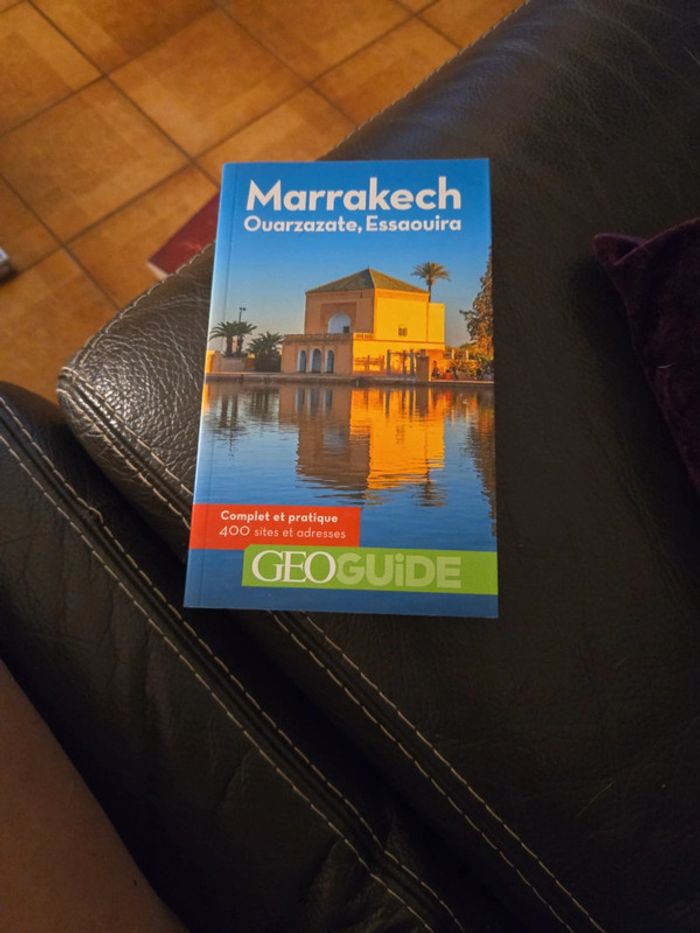 Marrakech
Ouarzazate, Essaouira
Complet et pratique
400 sites et adresses
GEOGUiDE